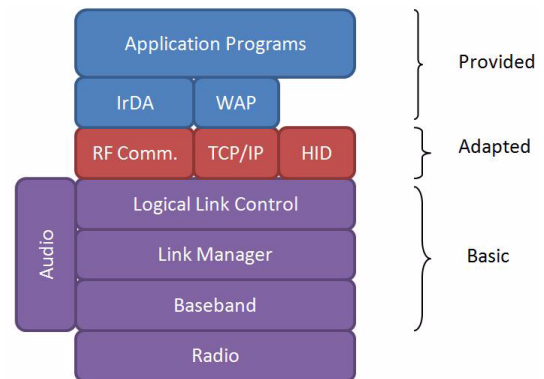 Application Programs
Provided
IrDA
WAP
RF Comm.
TCP/IP
HID
Adapted
Audio
Logical Link Control
Link Manager
Basic
Baseband
Radio